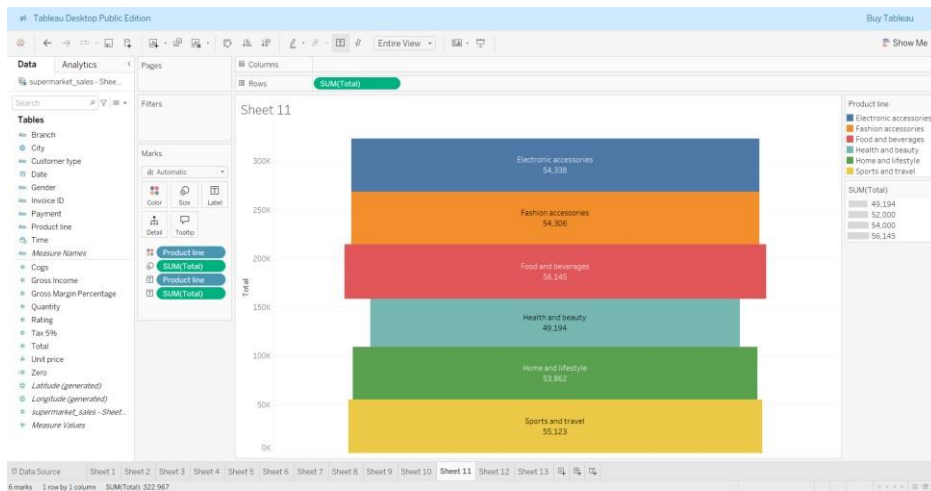 Tableau Desktop Public Edition
Buy Tableau
Entire View
Show Me
Data
Analytics
supermarket_sales - Shee...
Search
Tables
Branch
City
Customer type
Date
Gender
Invoice ID
Payment
Product line
Time
Measure Names
Cogs
Gross Income
Gross Margin Percentage
Quantity
Rating
Tax 5%
Total
Unit price
Zero
Latitude (generated)
Longitude (generated)
supermarket_sales - Sheet...
Measure Values
Pages
Filters
Marks
Automatic
Color
Size
Label
Detail
Tooltip
Product line
SUM(Total)
Product line
SUM(Total)
Columns
Rows
SUM(Total)
Sheet 11
Total
300K
250K
200K
150K
100K
50K
0K
Electronic accessories
54,338
Fashion accessories
54,306
Food and beverages
56,145
Health and beauty
49,194
Home and lifestyle
53,862
Sports and travel
55,123
Product line
Electronic accessories
Fashion accessories
Food and beverages
Health and beauty
Home and lifestyle
Sports and travel
SUM(Total)
49,194
52,000
54,000
56,145
Data Source
Sheet 1
Sheet 2
Sheet 3
Sheet 4
Sheet 5
Sheet 6
Sheet 7
Sheet 8
Sheet 9
Sheet 10
Sheet 11
Sheet 12
Sheet 13
6 marks
1 row by 1 column
SUM(Total): 322,967